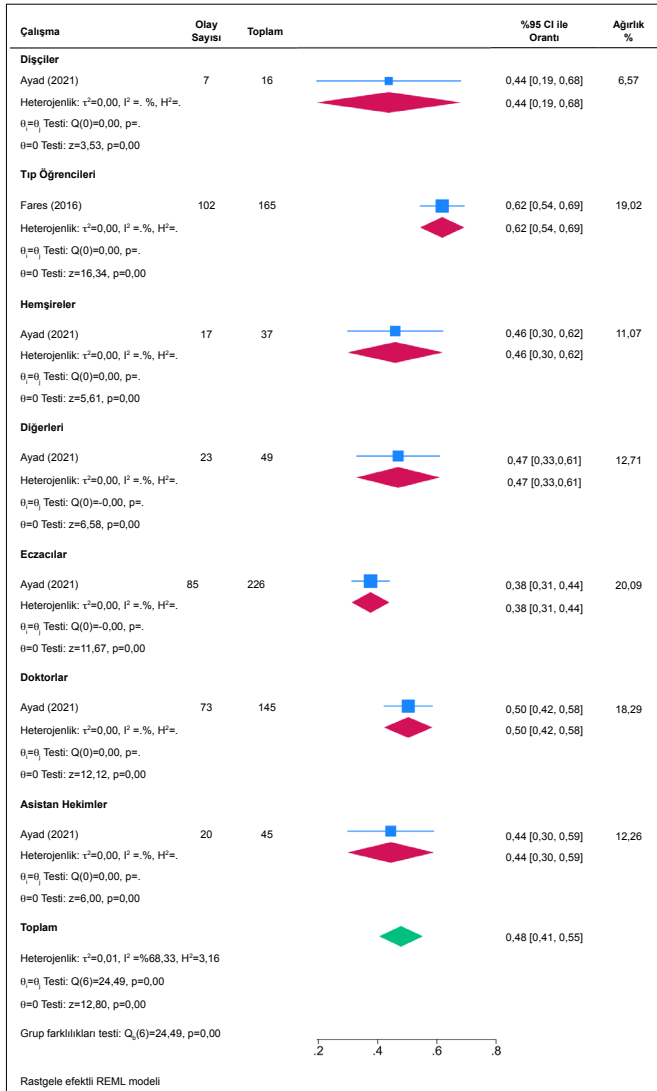 Çalışma Olay Sayısı Toplam %95 CI ile Orantı Ağırlık %
Dişçiler
Ayad (2021) 7 16 0,44 [0,19, 0,68] 6,57
Heterojenlik: τ²=0,00, I² =. %, H²=. 0,44 [0,19, 0,68]
θᵢ=θⱼ Testi: Q(0)=0,00, p=.
θ=0 Testi: z=3,53, p=0,00
Tıp Öğrencileri
Fares (2016) 102 165 0,62 [0,54, 0,69] 19,02
Heterojenlik: τ²=0,00, I² =.%, H²=. 0,62 [0,54, 0,69]
θᵢ=θⱼ Testi: Q(0)=0,00, p=.
θ=0 Testi: z=16,34, p=0,00
Hemşireler
Ayad (2021) 17 37 0,46 [0,30, 0,62] 11,07
Heterojenlik: τ²=0,00, I² =.%, H²=. 0,46 [0,30, 0,62]
θᵢ=θⱼ Testi: Q(0)=0,00, p=.
θ=0 Testi: z=5,61, p=0,00
Diğerleri
Ayad (2021) 23 49 0,47 [0,33,0,61] 12,71
Heterojenlik: τ²=0,00, I² =.%, H²=. 0,47 [0,33,0,61]
θᵢ=θⱼ Testi: Q(0)=-0,00, p=.
θ=0 Testi: z=6,58, p=0,00
Eczacılar
Ayad (2021) 85 226 0,38 [0,31, 0,44] 20,09
Heterojenlik: τ²=0,00, I² =.%, H²=. 0,38 [0,31, 0,44]
θᵢ=θⱼ Testi: Q(0)=-0,00, p=.
θ=0 Testi: z=11,67, p=0,00
Doktorlar
Ayad (2021) 73 145 0,50 [0,42, 0,58] 18,29
Heterojenlik: τ²=0,00, I² =.%, H²=. 0,50 [0,42, 0,58]
θᵢ=θⱼ Testi: Q(0)=0,00, p=.
θ=0 Testi: z=12,12, p=0,00
Asistan Hekimler
Ayad (2021) 20 45 0,44 [0,30, 0,59] 12,26
Heterojenlik: τ²=0,00, I² =.%, H²=. 0,44 [0,30, 0,59]
θᵢ=θⱼ Testi: Q(0)=0,00, p=.
θ=0 Testi: z=6,00, p=0,00
Toplam 0,48 [0,41, 0,55]
Heterojenlik: τ²=0,01, I² =%68,33, H²=3,16
θᵢ=θⱼ Testi: Q(6)=24,49, p=0,00
θ=0 Testi: z=12,80, p=0,00
Grup farklılıkları testi: Q_b(6)=24,49, p=0,00
.2 .4 .6 .8
Rastgele efektli REML modeli